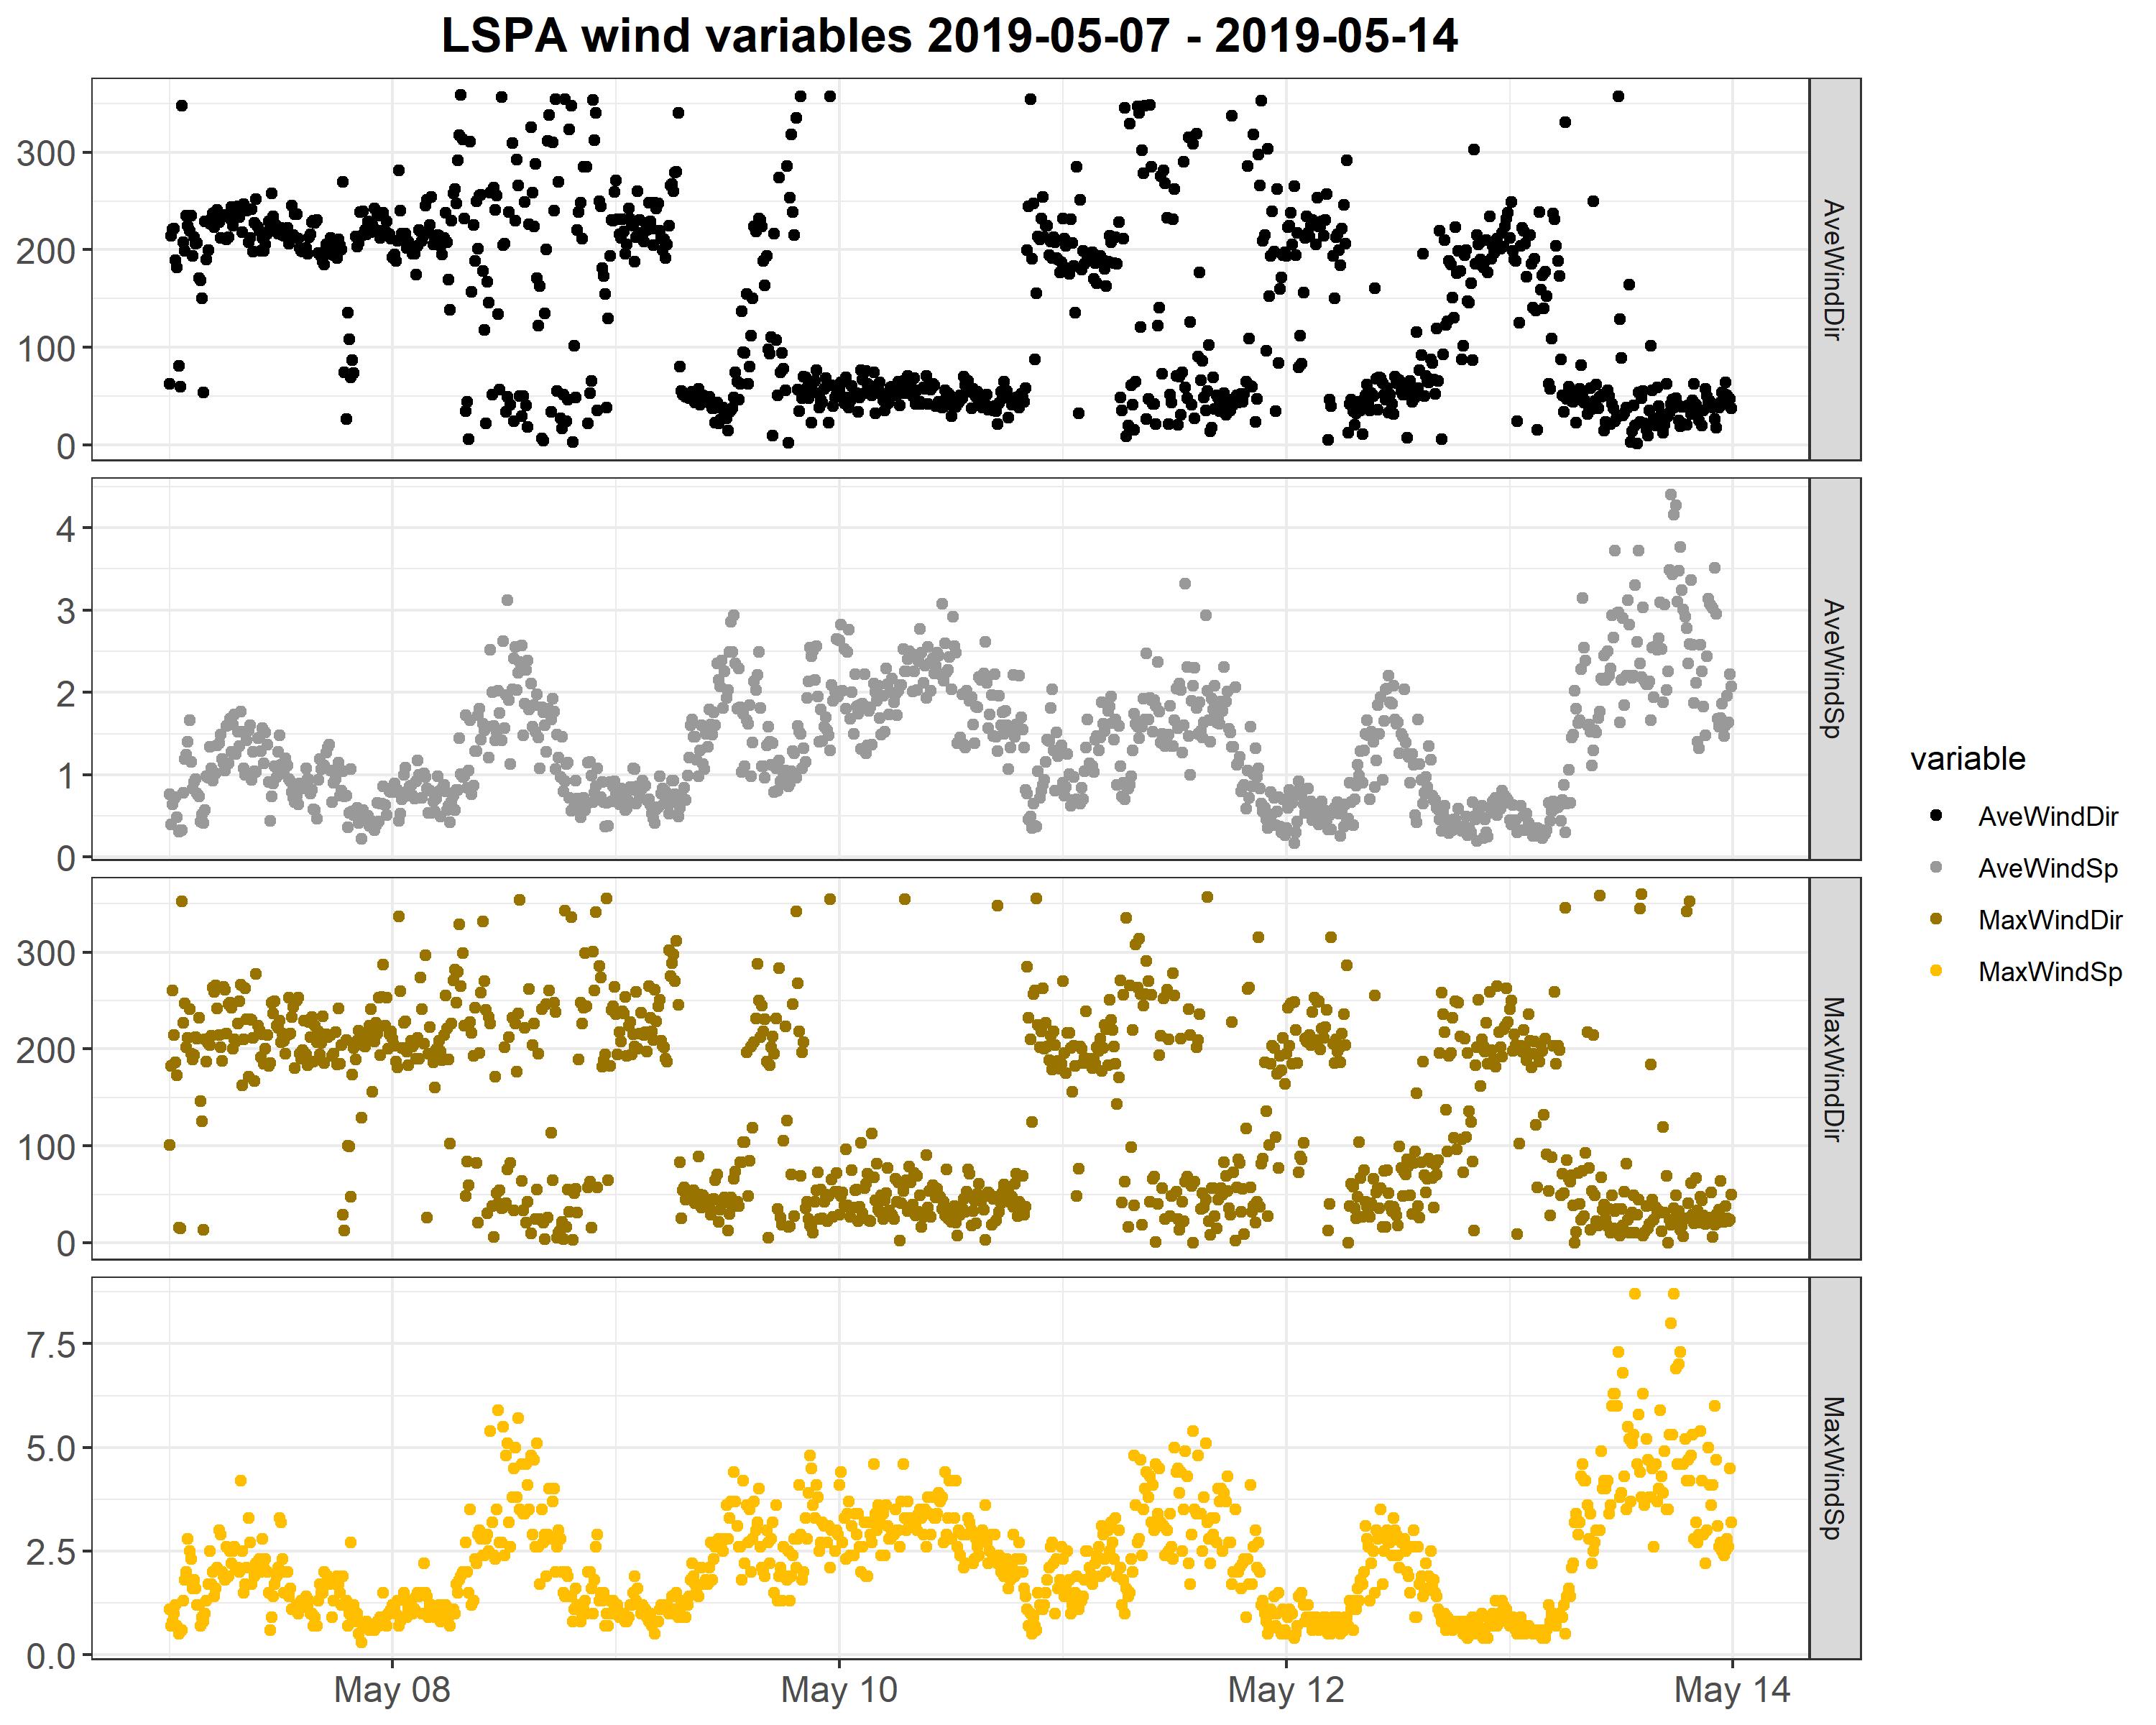 LSPA wind variables 2019-05-07 - 2019-05-14
300
200
100
0
AveWindDir
4
3
2
1
0
AveWindSp
300
200
100
0
MaxWindDir
7.5
5.0
2.5
0.0
MaxWindSp
May 08 May 10 May 12 May 14
variable
AveWindDir
AveWindSp
MaxWindDir
MaxWindSp